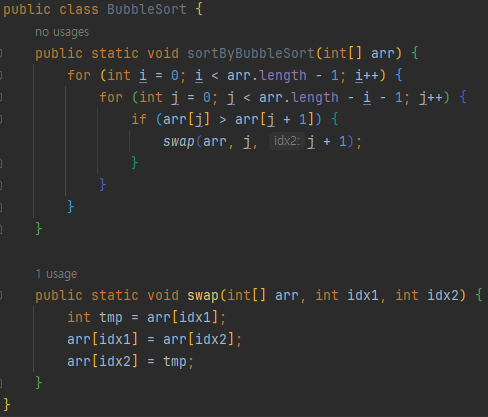 public class BubbleSort {
no usages
public static void sortByBubbleSort(int[] arr) {
for (int i = 0; i < arr.length - 1; i++) {
for (int j = 0; j < arr.length - i - 1; j++) {
if (arr[j] > arr[j + 1]) {
swap(arr, j, idx2: j + 1);
}
}
}
}
1 usage
public static void swap(int[] arr, int idx1, int idx2) {
int tmp = arr[idx1];
arr[idx1] = arr[idx2];
arr[idx2] = tmp;
}
}